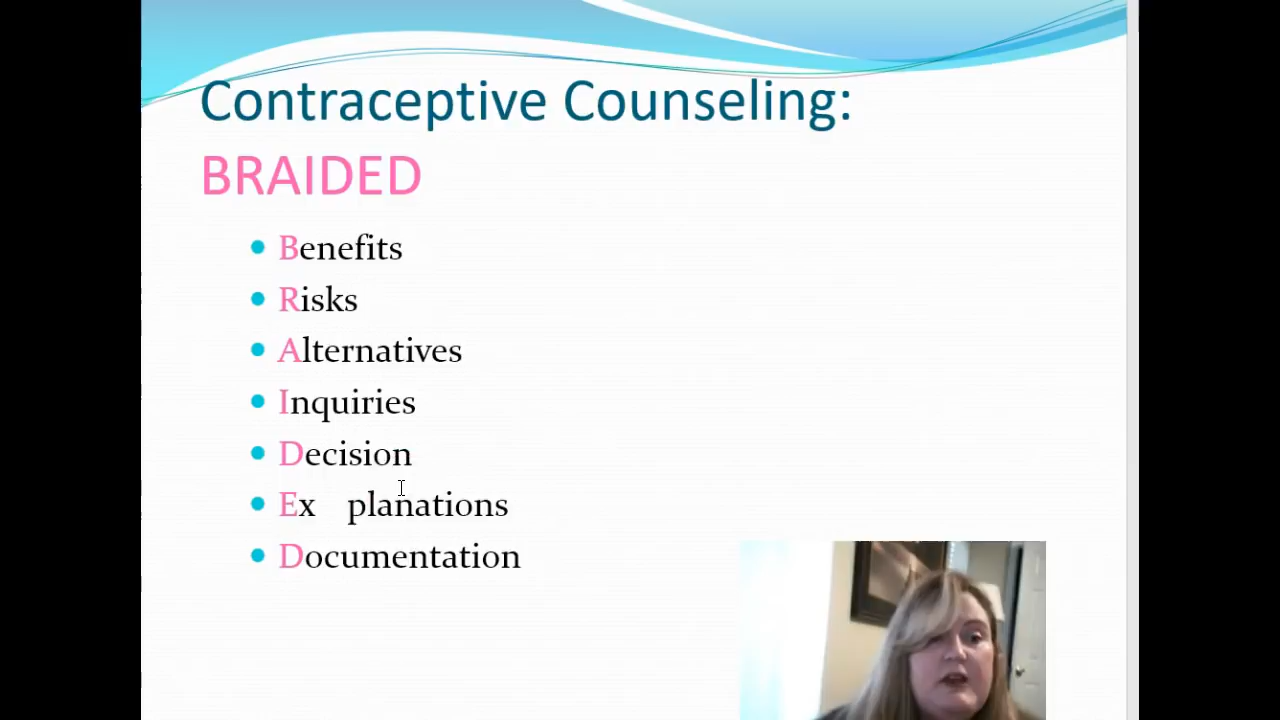 Contraceptive Counseling:
BRAIDED
Benefits
Risks
Alternatives
Inquiries
Decision
Ex planations
Documentation